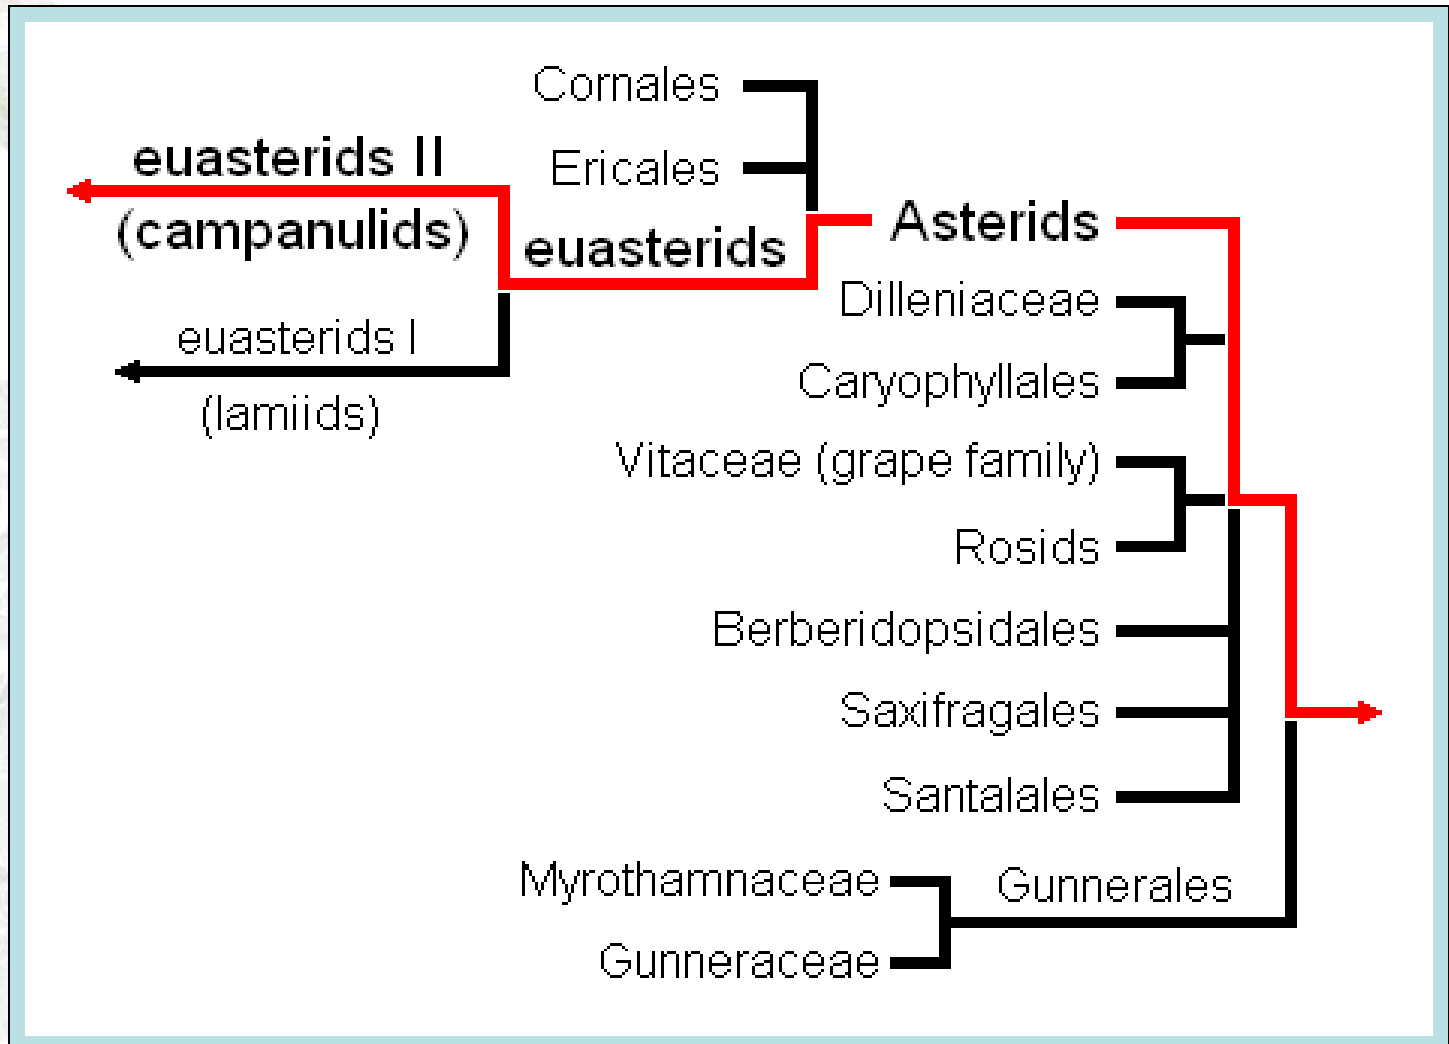 Cornales
euasterids II
Ericales
(campanulids)
Asterids
euasterids
Dilleniaceae
euasterids I
Caryophyllales
(lamiids)
Vitaceae (grape family)
Rosids
Berberidopsidales
Saxifragales
Santalales
Myrothamnaceae
Gunnerales
Gunneraceae